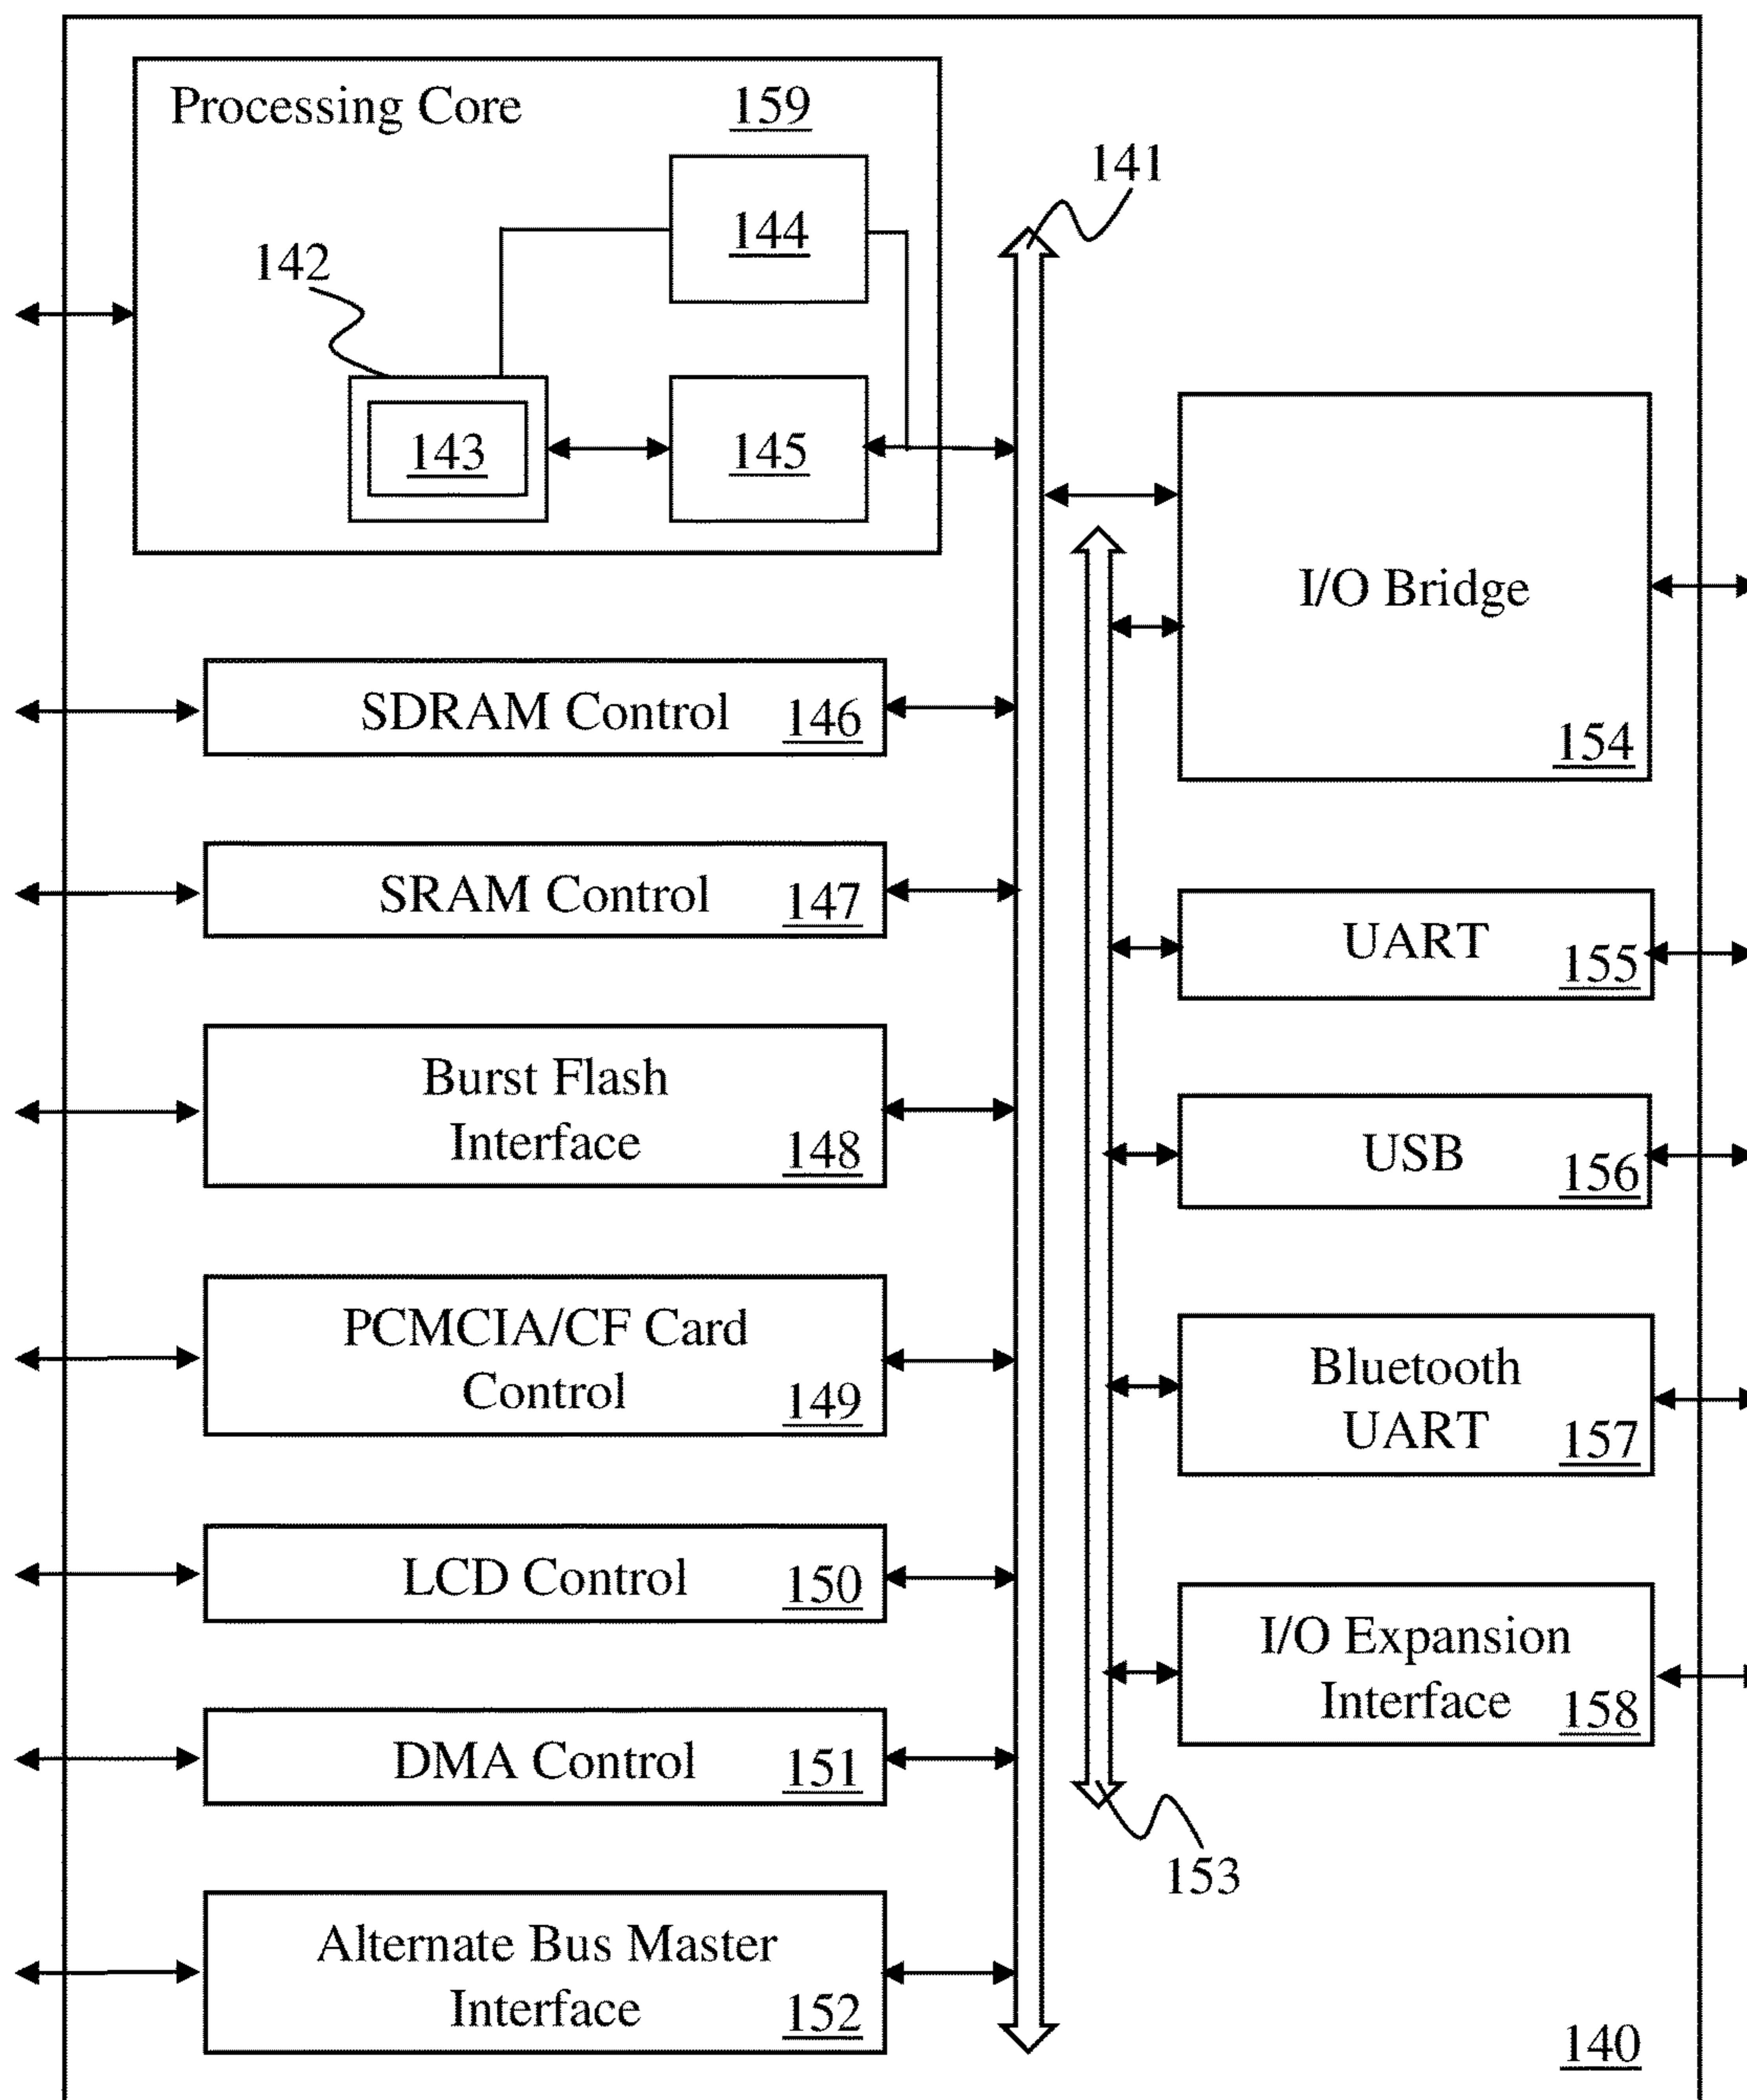 Processing Core
159
141
144
142
143
145
I/O Bridge
154
SDRAM Control
146
SRAM Control
147
UART
155
Burst Flash
Interface
148
USB
156
PCMCIA/CF Card
Control
149
Bluetooth
UART
157
LCD Control
150
I/O Expansion
Interface
158
DMA Control
151
153
Alternate Bus Master
Interface
152
140